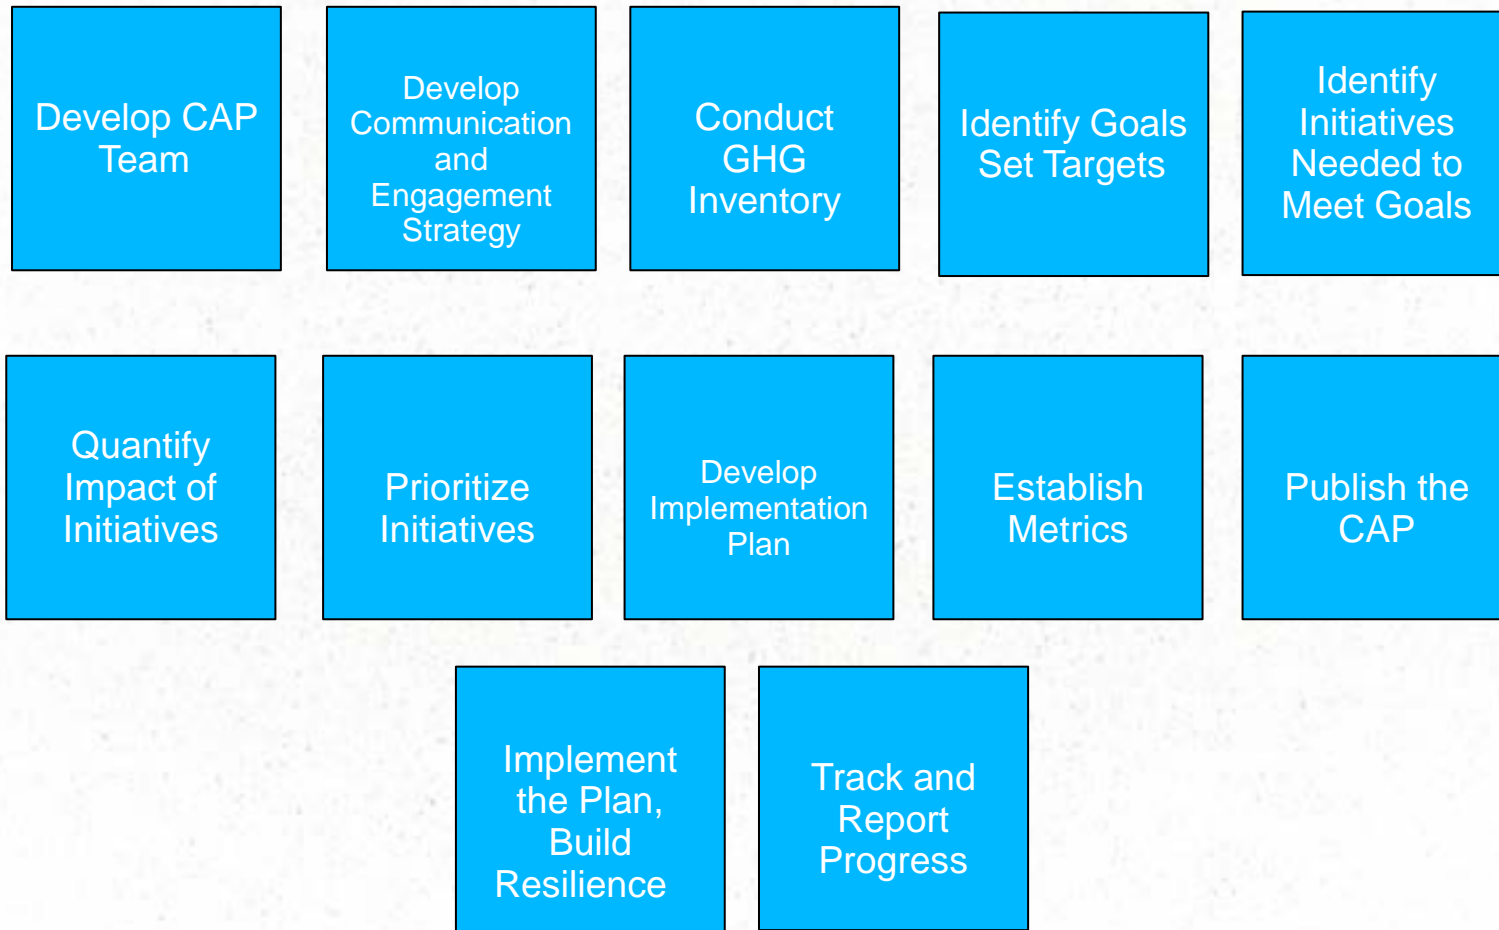 Develop CAP
Team
Develop
Communication
and
Engagement
Strategy
Conduct
GHG
Inventory
Identify Goals
Set Targets
Identify
Initiatives
Needed to
Meet Goals
Quantify
Impact of
Initiatives
Prioritize
Initiatives
Develop
Implementation
Plan
Establish
Metrics
Publish the
CAP
Implement
the Plan,
Build
Resilience
Track and
Report
Progress